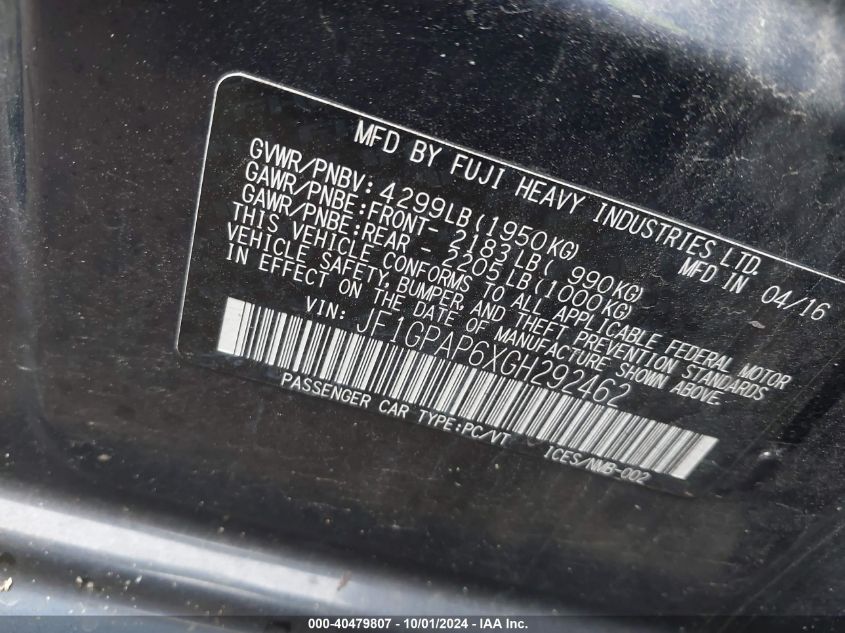 MFD BY FUJI HEAVY INDUSTRIES LTD.
MFD IN 04/16
GVWR/PNBV: 4299LB(1950KG)
GAWR/PNBE:FRONT- 2183LB( 990KG)
GAWR/PNBE:REAR - 2205LB(1000KG)
THIS VEHICLE CONFORMS TO ALL APPLICABLE FEDERAL MOTOR
VEHICLE SAFETY, BUMPER, AND THEFT PREVENTION STANDARDS
IN EFFECT ON THE DATE OF MANUFACTURE SHOWN ABOVE.
VIN: JF1GPAP6XGH292462
PASSENGER CAR TYPE:PC/VT
ICES/NMB-002
000-40479807 - 10/01/2024 - IAA Inc.